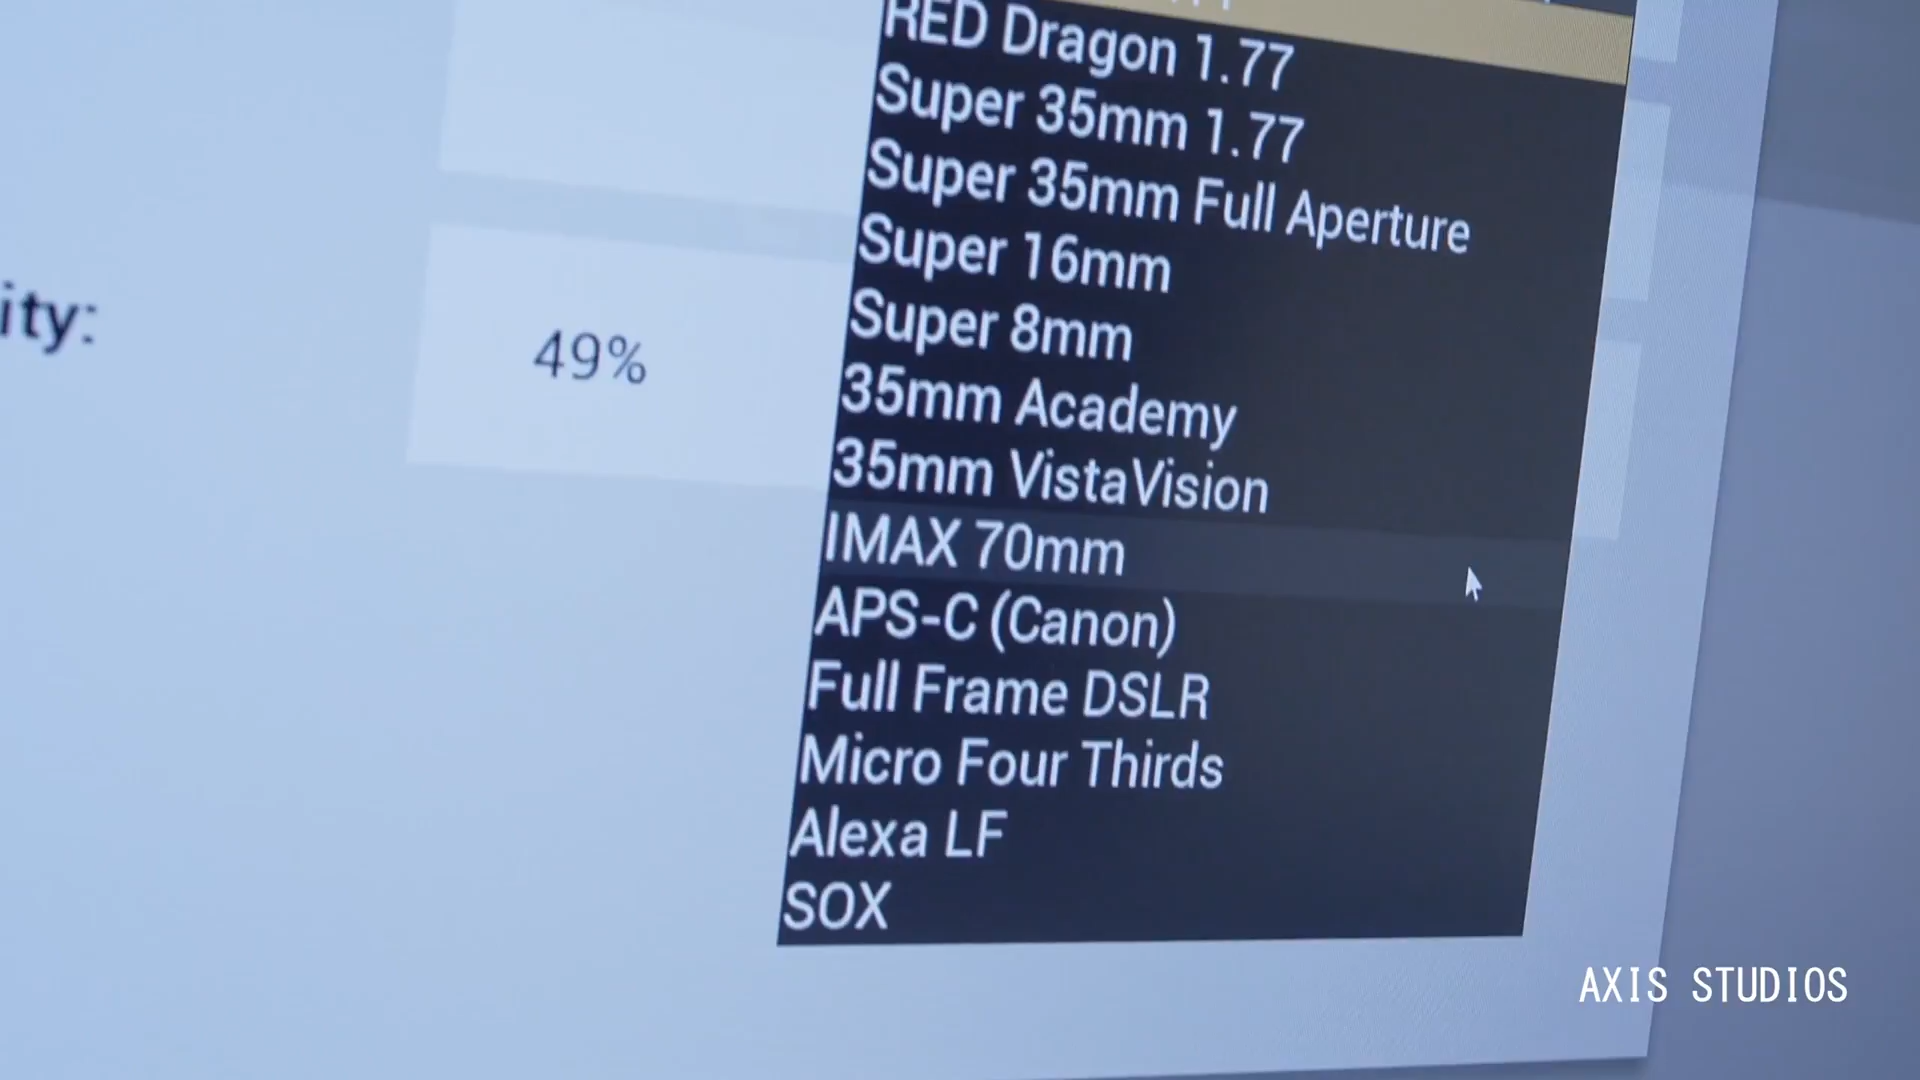 RED Dragon 1.77
Super 35mm 1.77
Super 35mm Full Aperture
Super 16mm
Super 8mm
35mm Academy
35mm VistaVision
IMAX 70mm
APS-C (Canon)
Full Frame DSLR
Micro Four Thirds
Alexa LF
SOX
ity:
49%
AXIS STUDIOS